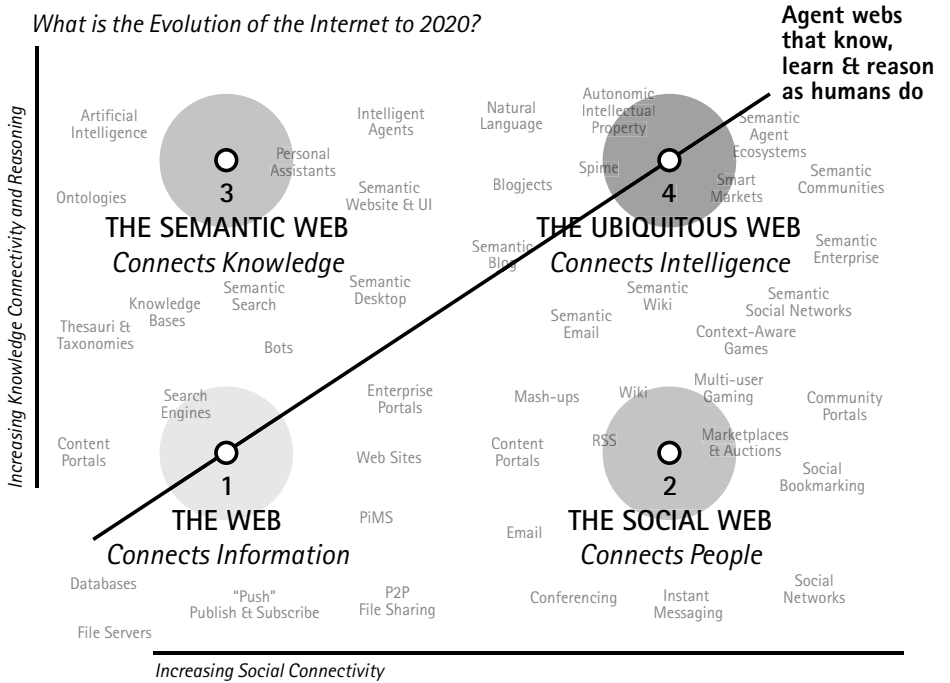 What is the Evolution of the Internet to 2020?
Agent webs
that know,
learn & reason
as humans do
Increasing Knowledge Connectivity and Reasoning
Artificial
Intelligence
Personal
Assistants
Intelligent
Agents
Ontologies
Semantic
Website & UI
3
THE SEMANTIC WEB
Connects Knowledge
Natural
Language
Autonomic
Intellectual
Property
Semantic
Agent
Ecosystems
Spime
Blogjects
Smart
Markets
Semantic
Communities
4
THE UBIQUITOUS WEB
Connects Intelligence
Semantic
Blog
Semantic
Enterprise
Semantic
Search
Semantic
Desktop
Knowledge
Bases
Thesauri &
Taxonomies
Bots
Semantic
Wiki
Semantic
Social Networks
Semantic
Email
Context-Aware
Games
Search
Engines
Enterprise
Portals
Content
Portals
Web Sites
1
THE WEB
Connects Information
PiMS
Mash-ups
Wiki
Multi-user
Gaming
Community
Portals
Content
Portals
RSS
Marketplaces
& Auctions
Social
Bookmarking
2
THE SOCIAL WEB
Connects People
Email
Databases
"Push"
Publish & Subscribe
P2P
File Sharing
File Servers
Conferencing
Instant
Messaging
Social
Networks
Increasing Social Connectivity